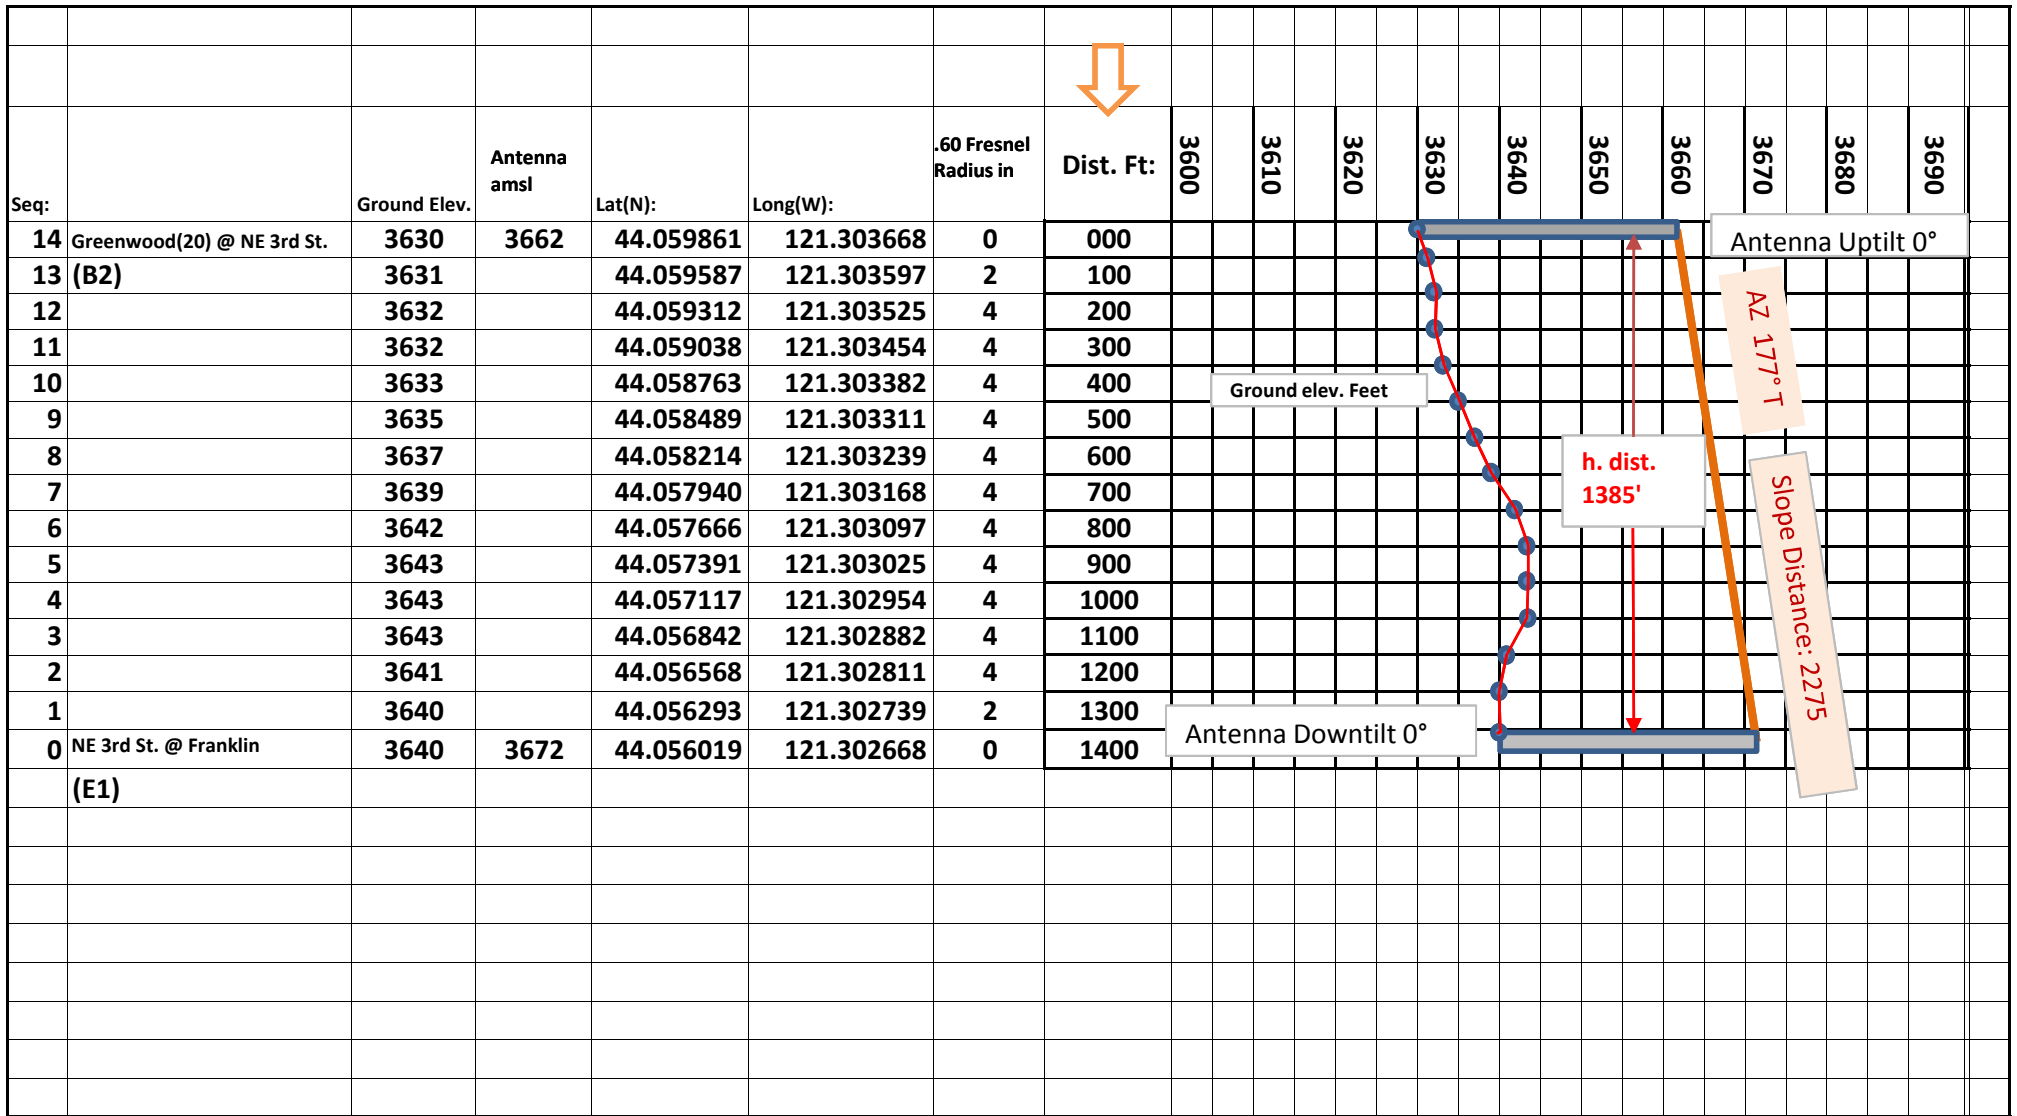 Seq:
Ground Elev.
Antenna
amsl
Lat(N):
Long(W):
.60 Fresnel
Radius in
Dist. Ft:
3600 3610 3620 3630 3640 3650 3660 3670 3680 3690
14 Greenwood(20) @ NE 3rd St. 3630 3662 44.059861 121.303668 0 000
13 (B2) 3631 44.059587 121.303597 2 100
12 3632 44.059312 121.303525 4 200
11 3632 44.059038 121.303454 4 300
10 3633 44.058763 121.303382 4 400
9 3635 44.058489 121.303311 4 500
8 3637 44.058214 121.303239 4 600
7 3639 44.057940 121.303168 4 700
6 3642 44.057666 121.303097 4 800
5 3643 44.057391 121.303025 4 900
4 3643 44.057117 121.302954 4 1000
3 3643 44.056842 121.302882 4 1100
2 3641 44.056568 121.302811 4 1200
1 3640 44.056293 121.302739 2 1300
0 NE 3rd St. @ Franklin 3640 3672 44.056019 121.302668 0 1400
(E1)
Antenna Uptilt 0°
AZ 177° T
Ground elev. Feet
h. dist.
1385'
Slope Distance: 2275
Antenna Downtilt 0°